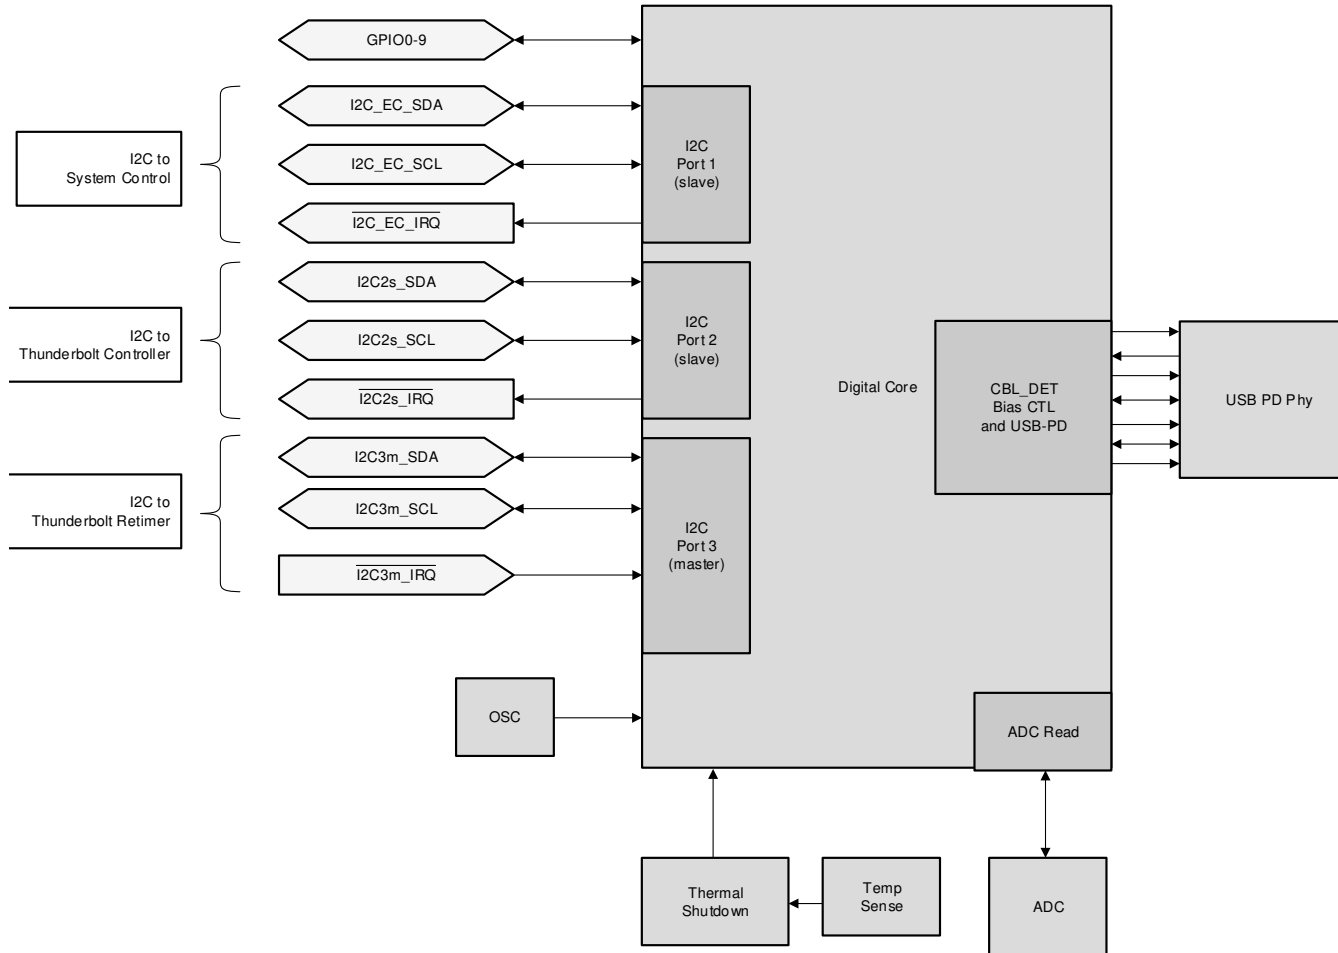 GPIO0-9
I2C to
System Control
I2C_EC_SDA
I2C_EC_SCL
I2C_EC_IRQ
I2C
Port 1
(slave)
I2C to
Thunderbolt Controller
I2C2s_SDA
I2C2s_SCL
I2C2s_IRQ
I2C
Port 2
(slave)
I2C to
Thunderbolt Retimer
I2C3m_SDA
I2C3m_SCL
I2C3m_IRQ
I2C
Port 3
(master)
Digital Core
CBL_DET
Bias CTL
and USB-PD
USB PD Phy
OSC
ADC Read
Thermal
Shutdown
Temp
Sense
ADC